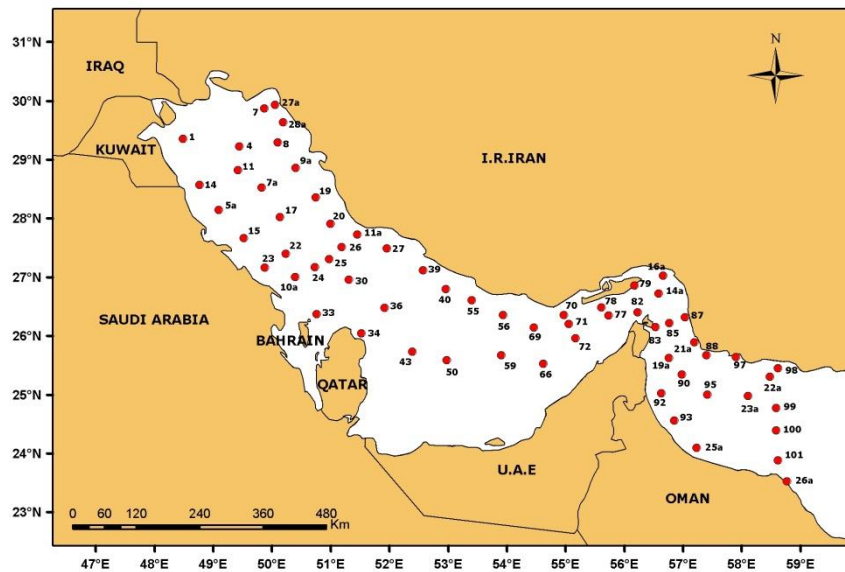 31°N
30°N
29°N
28°N
27°N
26°N
25°N
24°N
23°N
N
IRAQ
KUWAIT
I.R.IRAN
SAUDI ARABIA
BAHRAIN
QATAR
U.A.E
OMAN
27a
7
28a
1
4
8
9a
11
14
7a
19
5a
17
20
15
11a
22
26
27
23
25
24
10a
30
39
16a
79
14a
40
55
36
33
70
78
77
82
87
56
71
69
83
85
34
72
21a
88
43
50
59
66
19a
97
98
90
22a
92
95
23a
99
93
100
25a
101
26a
0 60 120 240 360 480
Km
47°E 48°E 49°E 50°E 51°E 52°E 53°E 54°E 55°E 56°E 57°E 58°E 59°E